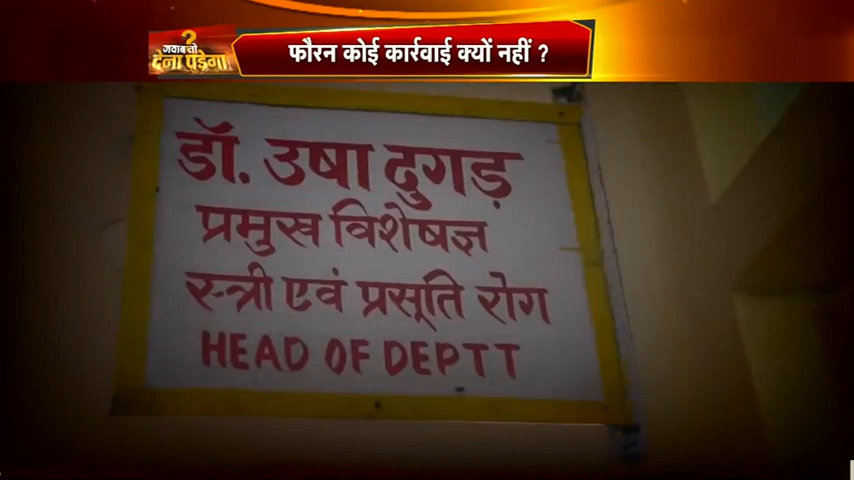 जवाब तो
देना पड़ेगा
?
फौरन कोई कार्रवाई क्यों नहीं ?
डॉ. उषा दुगड़
प्रमुख विशेषज्ञ
स्त्री एवं प्रसूति रोग
HEAD OF DEPTT